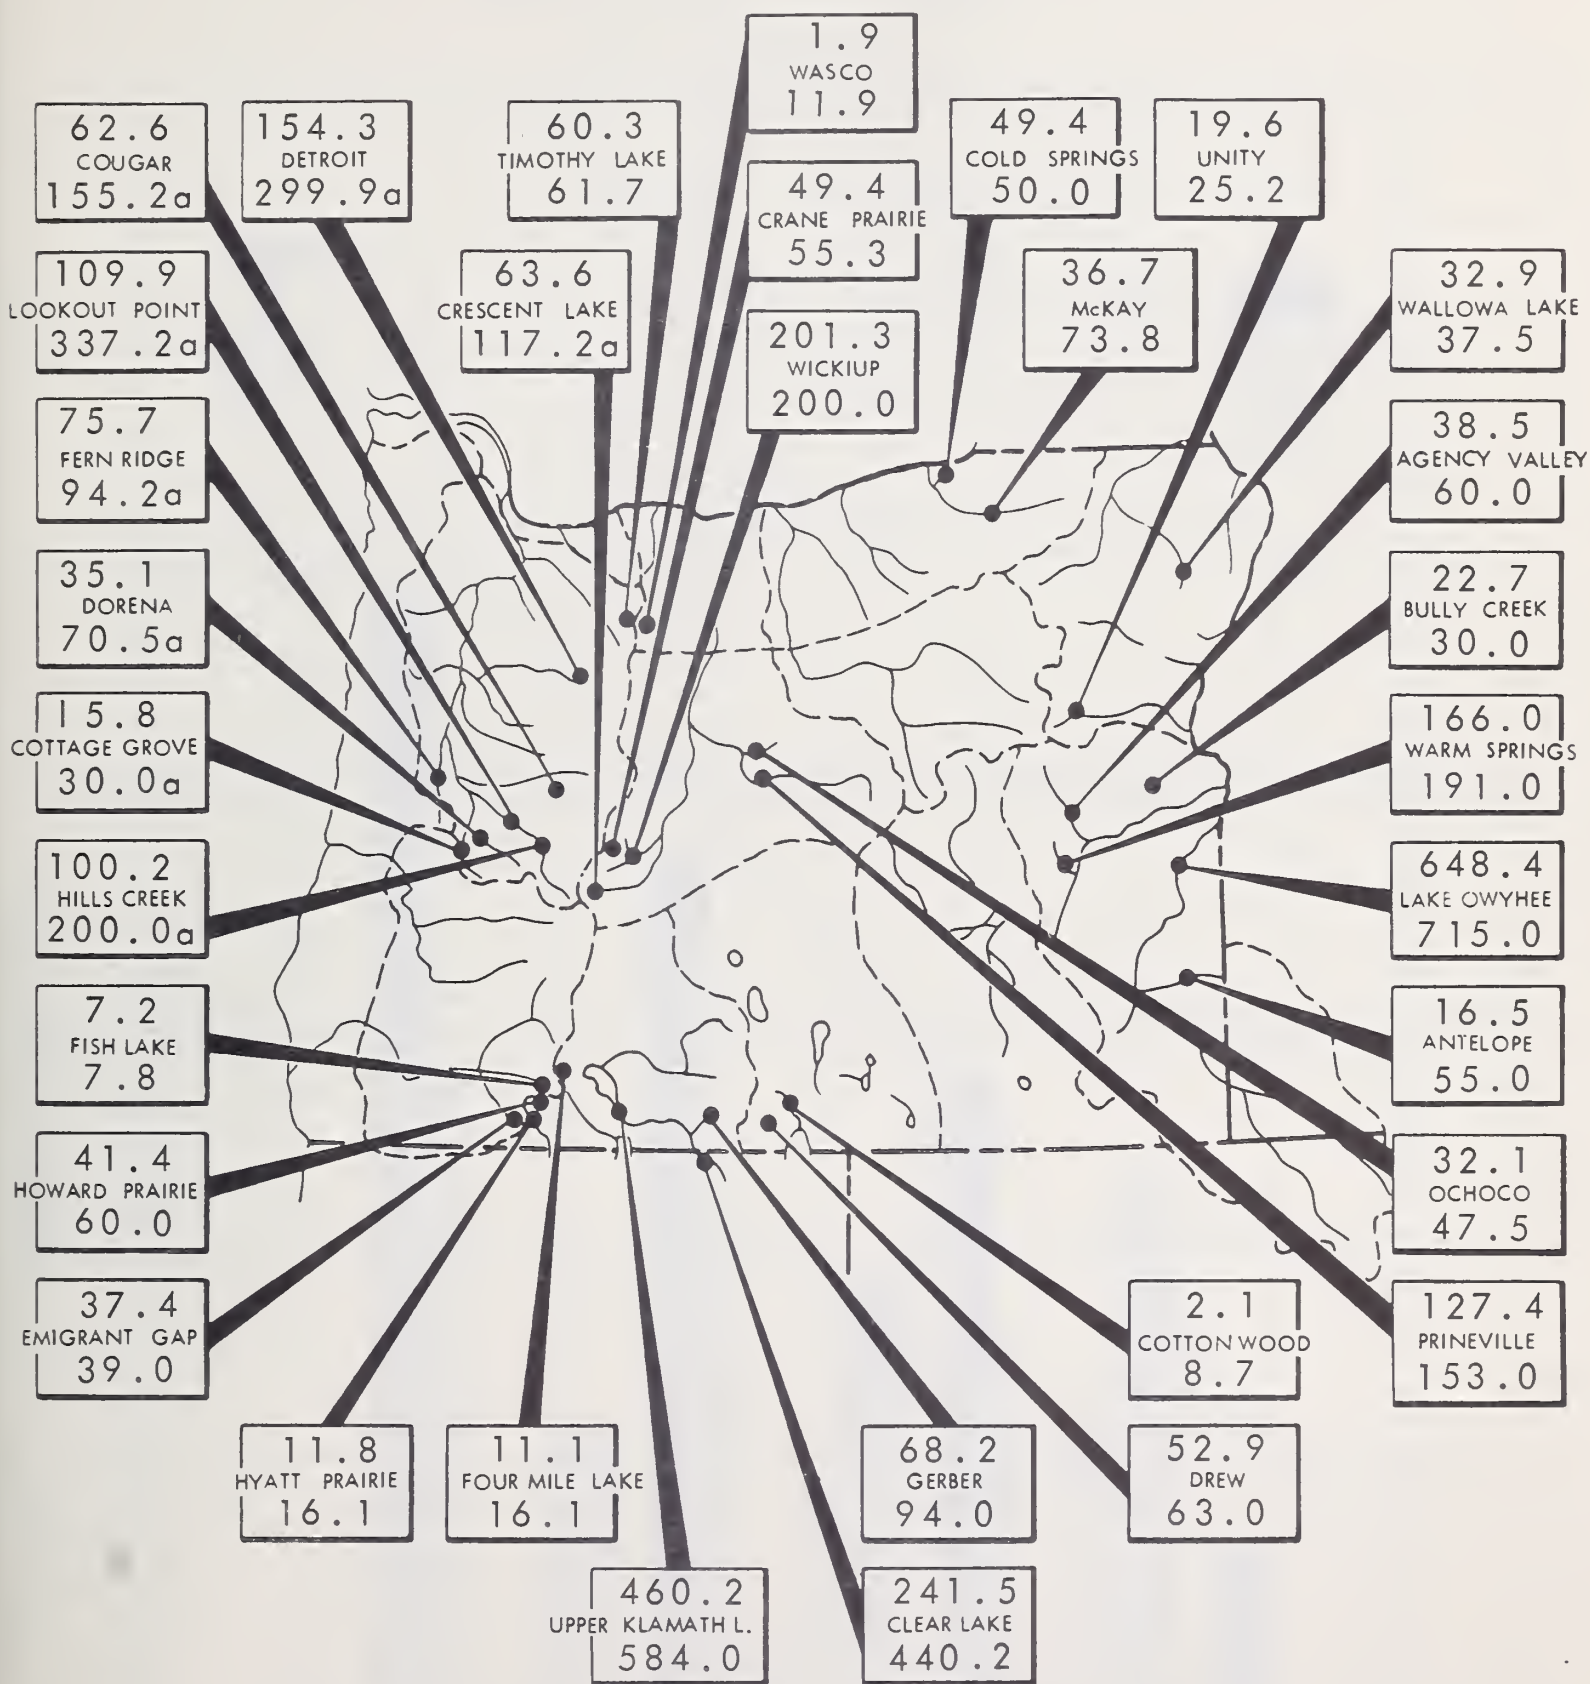 1.9
WASCO
11.9
62.6
COUGAR
155.2a
154.3
DETROIT
299.9a
60.3
TIMOTHY LAKE
61.7
49.4
COLD SPRINGS
50.0
19.6
UNITY
25.2
49.4
CRANE PRAIRIE
55.3
109.9
LOOKOUT POINT
337.2a
63.6
CRESCENT LAKE
117.2a
36.7
McKAY
73.8
32.9
WALLOWA LAKE
37.5
201.3
WICKIUP
200.0
75.7
FERN RIDGE
94.2a
38.5
AGENCY VALLEY
60.0
35.1
DORENA
70.5a
22.7
BULLY CREEK
30.0
15.8
COTTAGE GROVE
30.0a
166.0
WARM SPRINGS
191.0
100.2
HILLS CREEK
200.0a
648.4
LAKE OWYHEE
715.0
7.2
FISH LAKE
7.8
16.5
ANTELOPE
55.0
41.4
HOWARD PRAIRIE
60.0
32.1
OCHOCO
47.5
37.4
EMIGRANT GAP
39.0
2.1
COTTON WOOD
8.7
127.4
PRINEVILLE
153.0
11.8
HYATT PRAIRIE
16.1
11.1
FOUR MILE LAKE
16.1
68.2
GERBER
94.0
52.9
DREW
63.0
460.2
UPPER KLAMATH L.
584.0
241.5
CLEAR LAKE
440.2